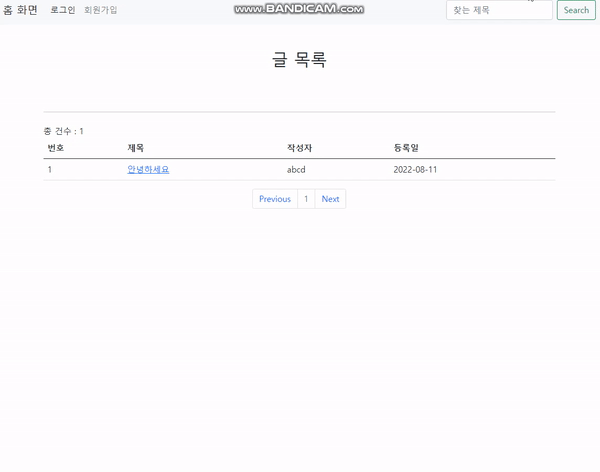 홈 화면 로그인 회원가입 www.BANDICAM.com 찾는 제목 Search
글 목록
총 건수 : 1
번호 제목 작성자 등록일
1 안녕하세요 abcd 2022-08-11
Previous 1 Next